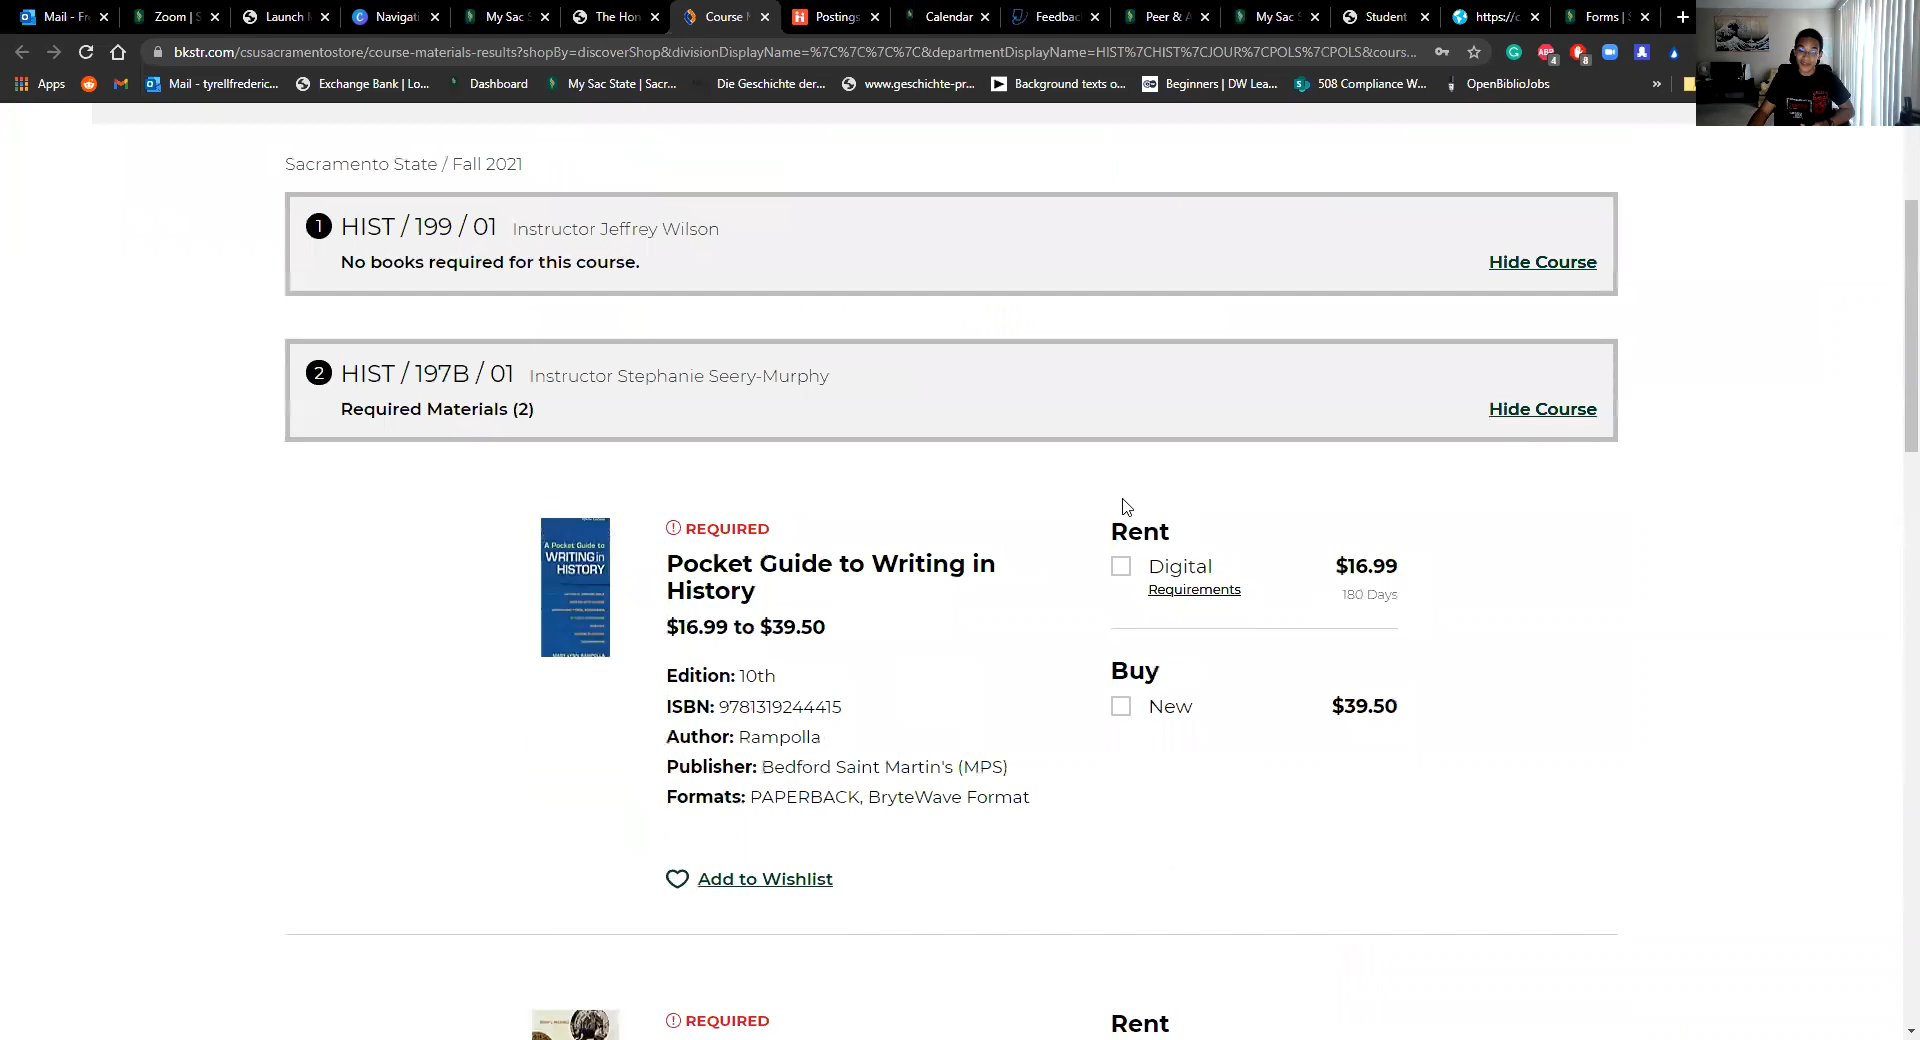 Mail - Fr
Zoom | S
Launch
Navigati
My Sac S
The Hon
Course
Postings
Calendar
Feedbac
Peer & A
My Sac S
Student
https://c
Forms | S
bkstr.com/csusacramentostore/course-materials-results?shopBy=discoverShop&divisionDisplayName=%7C%7C%7C%7C&departmentDisplayName=HIST%7CHIST%7CJOUR%7CPOLS%7CPOLS&cours...
ABP
4
8
Apps
Mail - tyrellfrederic...
Exchange Bank | Lo...
Dashboard
My Sac State | Sacr...
Die Geschichte der...
www.geschichte-pr...
Background texts o...
Beginners | DW Lea...
508 Compliance W...
OpenBiblioJobs
»
Sacramento State / Fall 2021
1 HIST / 199 / 01 Instructor Jeffrey Wilson
No books required for this course.
Hide Course
2 HIST / 197B / 01 Instructor Stephanie Seery-Murphy
Required Materials (2)
Hide Course
A Pocket Guide to
WRITING in
HISTORY
MARY LYNN RAMPOLLA
REQUIRED
Pocket Guide to Writing in
History
$16.99 to $39.50
Edition: 10th
ISBN: 9781319244415
Author: Rampolla
Publisher: Bedford Saint Martin's (MPS)
Formats: PAPERBACK, BryteWave Format
Add to Wishlist
Rent
Digital $16.99
Requirements 180 Days
Buy
New $39.50
REQUIRED
Rent